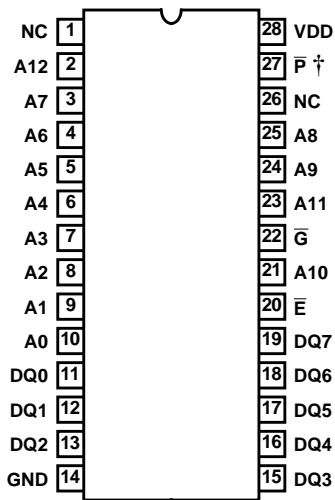 NC 1 28 VDD
A12 2 27 P̅ †
A7 3 26 NC
A6 4 25 A8
A5 5 24 A9
A4 6 23 A11
A3 7 22 G̅
A2 8 21 A10
A1 9 20 E̅
A0 10 19 DQ7
DQ0 11 18 DQ6
DQ1 12 17 DQ5
DQ2 13 16 DQ4
GND 14 15 DQ3